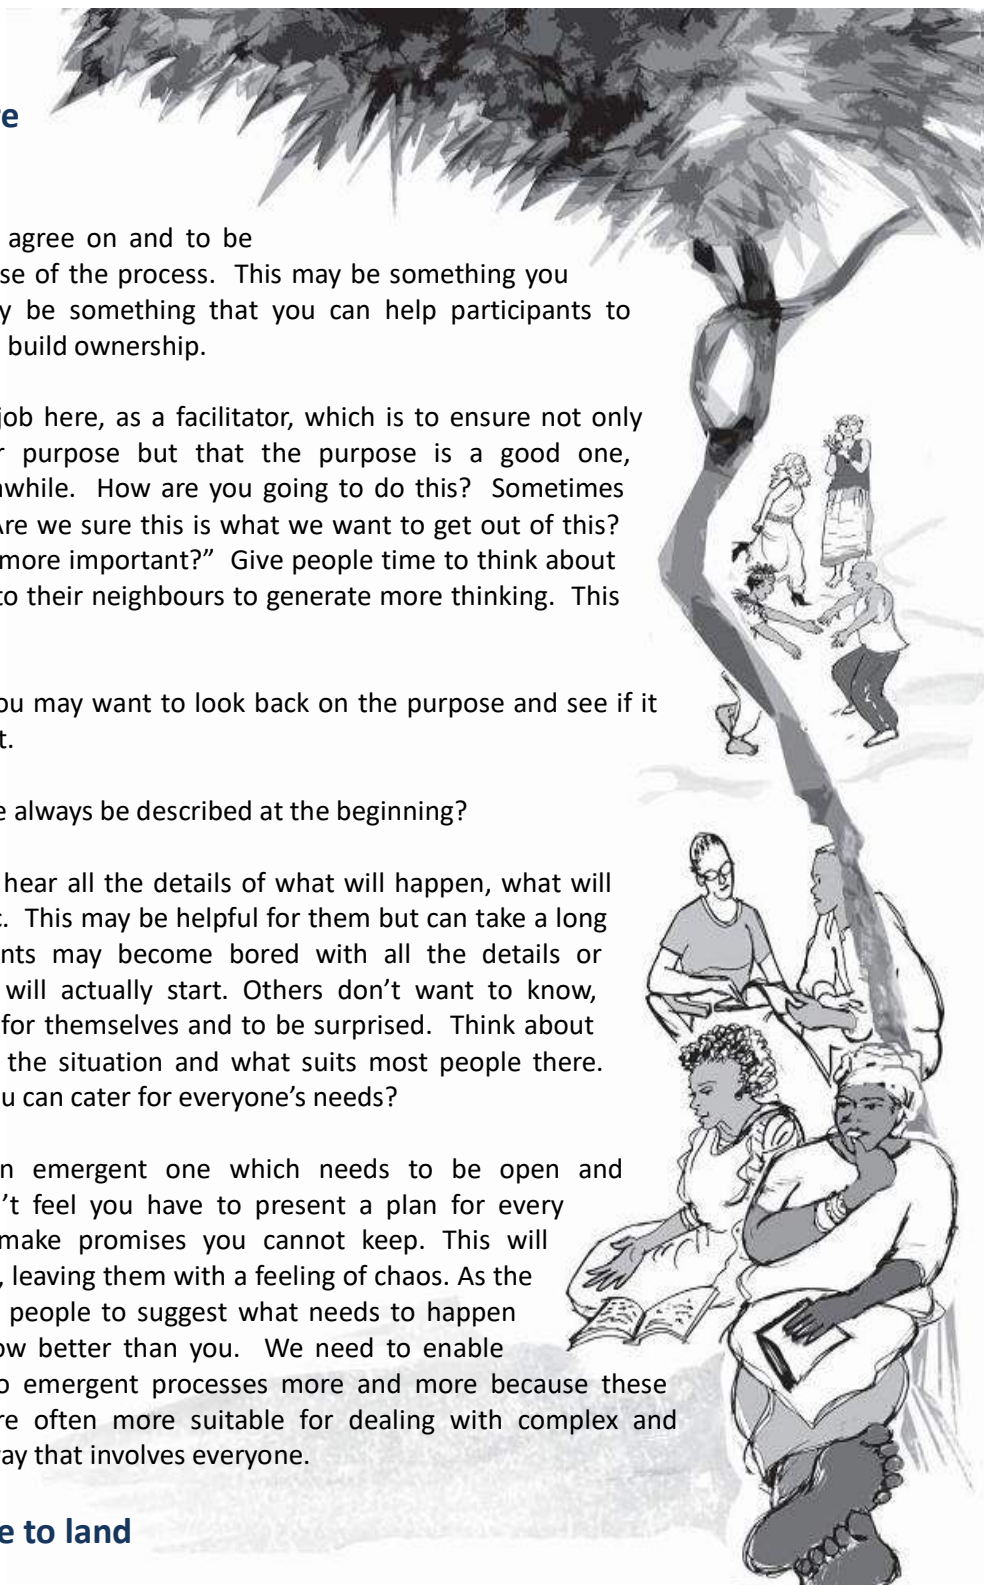 e
agree on and to be
se of the process. This may be something you
y be something that you can help participants to
build ownership.
job here, as a facilitator, which is to ensure not only
r purpose but that the purpose is a good one,
nwhile. How are you going to do this? Sometimes
Are we sure this is what we want to get out of this?
more important?” Give people time to think about
to their neighbours to generate more thinking. This
ou may want to look back on the purpose and see if it
t.
e always be described at the beginning?
hear all the details of what will happen, what will
c. This may be helpful for them but can take a long
nts may become bored with all the details or
will actually start. Others don’t want to know,
for themselves and to be surprised. Think about
the situation and what suits most people there.
u can cater for everyone’s needs?
n emergent one which needs to be open and
’t feel you have to present a plan for every
make promises you cannot keep. This will
, leaving them with a feeling of chaos. As the
people to suggest what needs to happen
ow better than you. We need to enable
o emergent processes more and more because these
re often more suitable for dealing with complex and
ay that involves everyone.
e to land